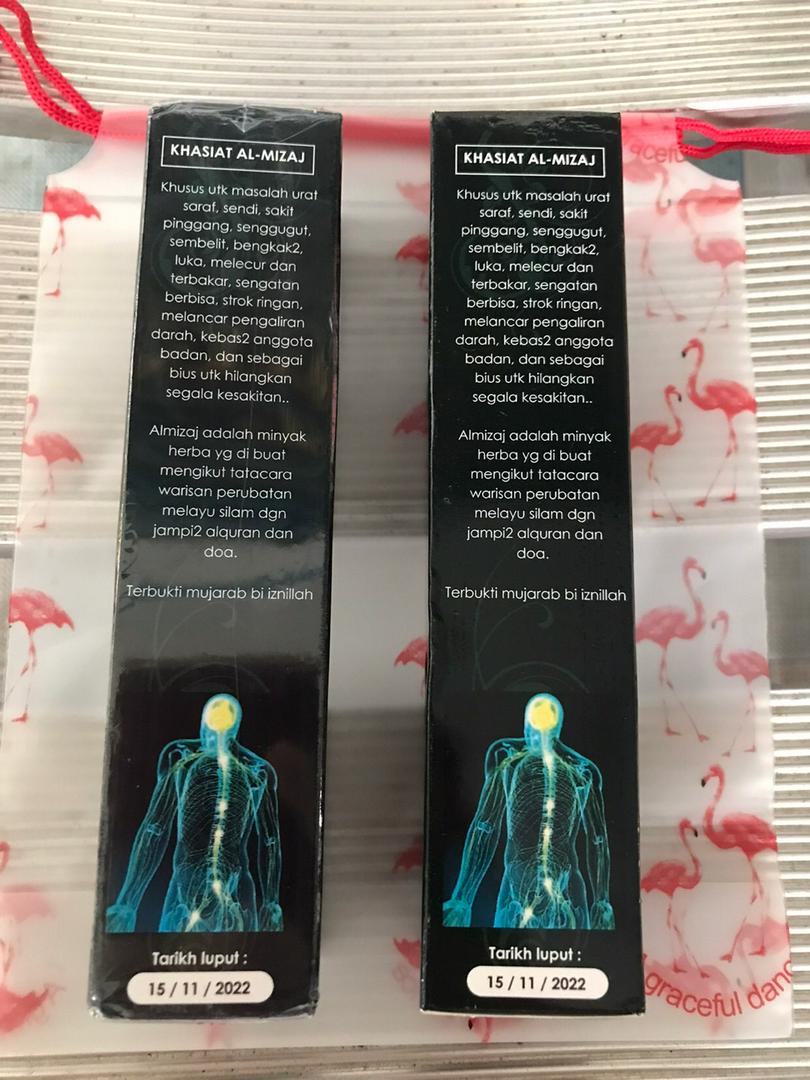 KHASIAT AL-MIZAJ
Khusus utk masalah urat
saraf, sendi, sakit
pinggang, senggugut,
sembelit, bengkak2,
luka, melecur dan
terbakar, sengatan
berbisa, strok ringan,
melancar pengaliran
darah, kebas2 anggota
badan, dan sebagai
bius utk hilangkan
segala kesakitan..
Almizaj adalah minyak
herba yg di buat
mengikut tatacara
warisan perubatan
melayu silam dgn
jampi2 alquran dan
doa.
Terbukti mujarab bi iznillah
Tarikh luput :
15 / 11 / 2022
KHASIAT AL-MIZAJ
Khusus utk masalah urat
saraf, sendi, sakit
pinggang, senggugut,
sembelit, bengkak2,
luka, melecur dan
terbakar, sengatan
berbisa, strok ringan,
melancar pengaliran
darah, kebas2 anggota
badan, dan sebagai
bius utk hilangkan
segala kesakitan..
Almizaj adalah minyak
herba yg di buat
mengikut tatacara
warisan perubatan
melayu silam dgn
jampi2 alquran dan
doa.
Terbukti mujarab bi iznillah
Tarikh luput :
15 / 11 / 2022
graceful